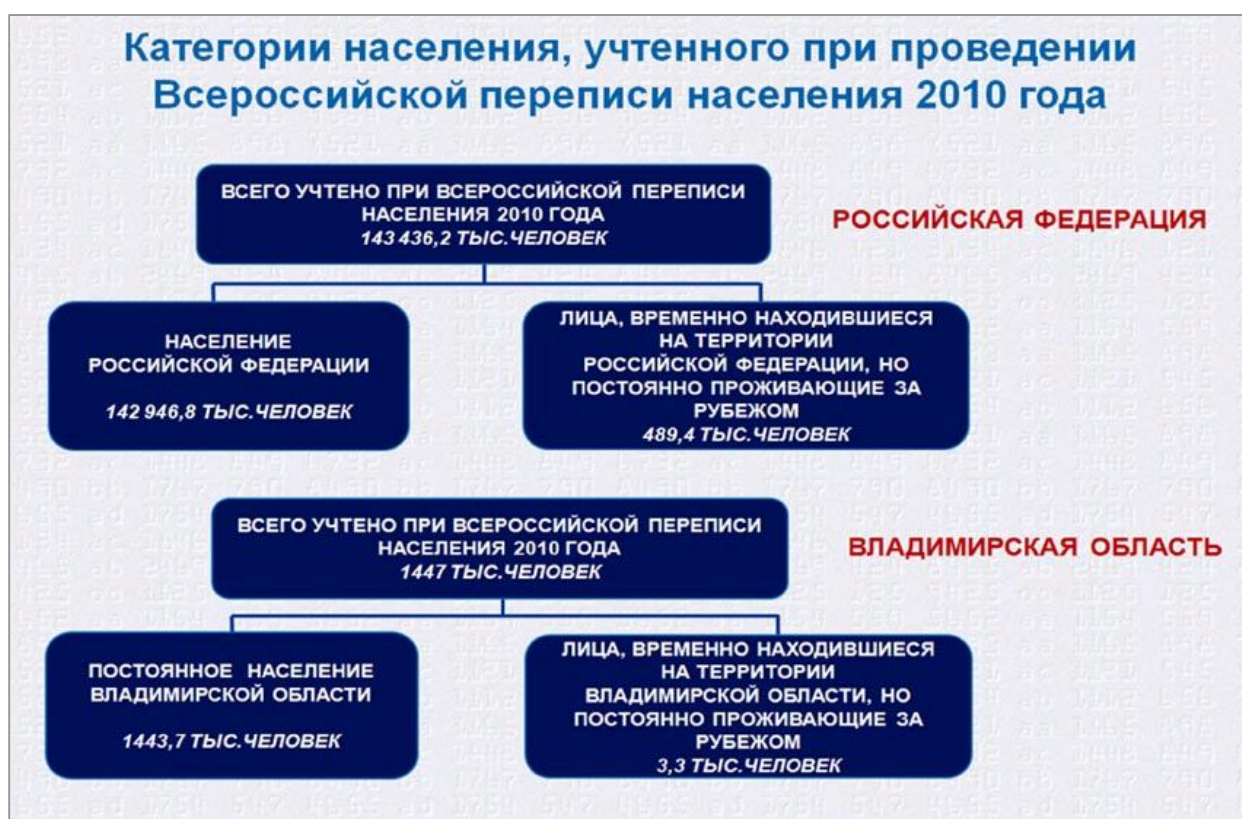 Категории населения, учтенного при проведении
Всероссийской переписи населения 2010 года
ВСЕГО УЧТЕНО ПРИ ВСЕРОССИЙСКОЙ ПЕРЕПИСИ
НАСЕЛЕНИЯ 2010 ГОДА
143 436,2 ТЫС.ЧЕЛОВЕК
РОССИЙСКАЯ ФЕДЕРАЦИЯ
НАСЕЛЕНИЕ
РОССИЙСКОЙ ФЕДЕРАЦИИ
142 946,8 ТЫС.ЧЕЛОВЕК
ЛИЦА, ВРЕМЕННО НАХОДИВШИЕСЯ
НА ТЕРРИТОРИИ
РОССИЙСКОЙ ФЕДЕРАЦИИ, НО
ПОСТОЯННО ПРОЖИВАЮЩИЕ ЗА
РУБЕЖОМ
489,4 ТЫС.ЧЕЛОВЕК
ВСЕГО УЧТЕНО ПРИ ВСЕРОССИЙСКОЙ ПЕРЕПИСИ
НАСЕЛЕНИЯ 2010 ГОДА
1447 ТЫС.ЧЕЛОВЕК
ВЛАДИМИРСКАЯ ОБЛАСТЬ
ПОСТОЯННОЕ НАСЕЛЕНИЕ
ВЛАДИМИРСКОЙ ОБЛАСТИ
1443,7 ТЫС.ЧЕЛОВЕК
ЛИЦА, ВРЕМЕННО НАХОДИВШИЕСЯ
НА ТЕРРИТОРИИ
ВЛАДИМИРСКОЙ ОБЛАСТИ, НО
ПОСТОЯННО ПРОЖИВАЮЩИЕ ЗА
РУБЕЖОМ
3,3 ТЫС.ЧЕЛОВЕК